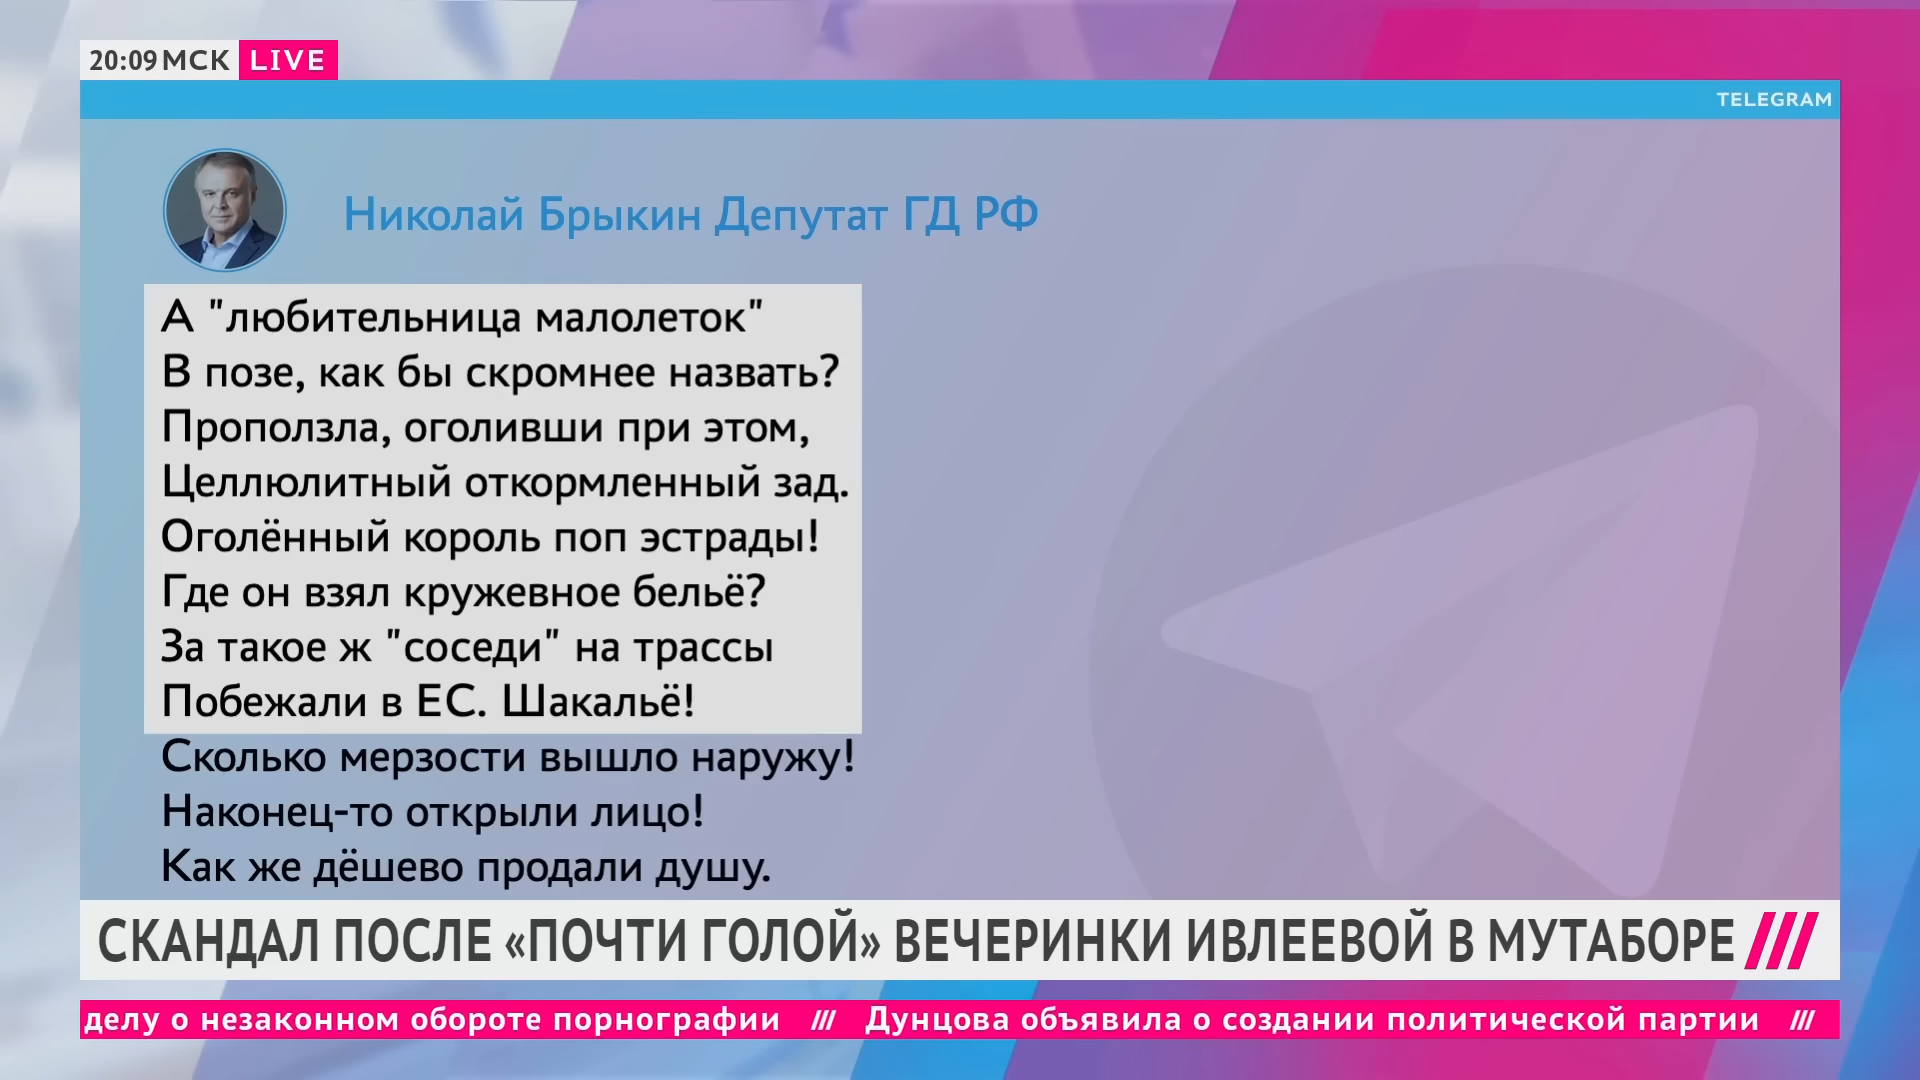 20:09 МСК LIVE
TELEGRAM
Николай Брыкин Депутат ГД РФ
А "любительница малолеток"
В позе, как бы скромнее назвать?
Проползла, оголивши при этом,
Целлюлитный откормленный зад.
Оголённый король поп эстрады!
Где он взял кружевное бельё?
За такое ж "соседи" на трассы
Побежали в ЕС. Шакальё!
Сколько мерзости вышло наружу!
Наконец-то открыли лицо!
Как же дёшево продали душу.
СКАНДАЛ ПОСЛЕ «ПОЧТИ ГОЛОЙ» ВЕЧЕРИНКИ ИВЛЕЕВОЙ В МУТАБОРЕ ///
делу о незаконном обороте порнографии /// Дунцова объявила о создании политической партии ///